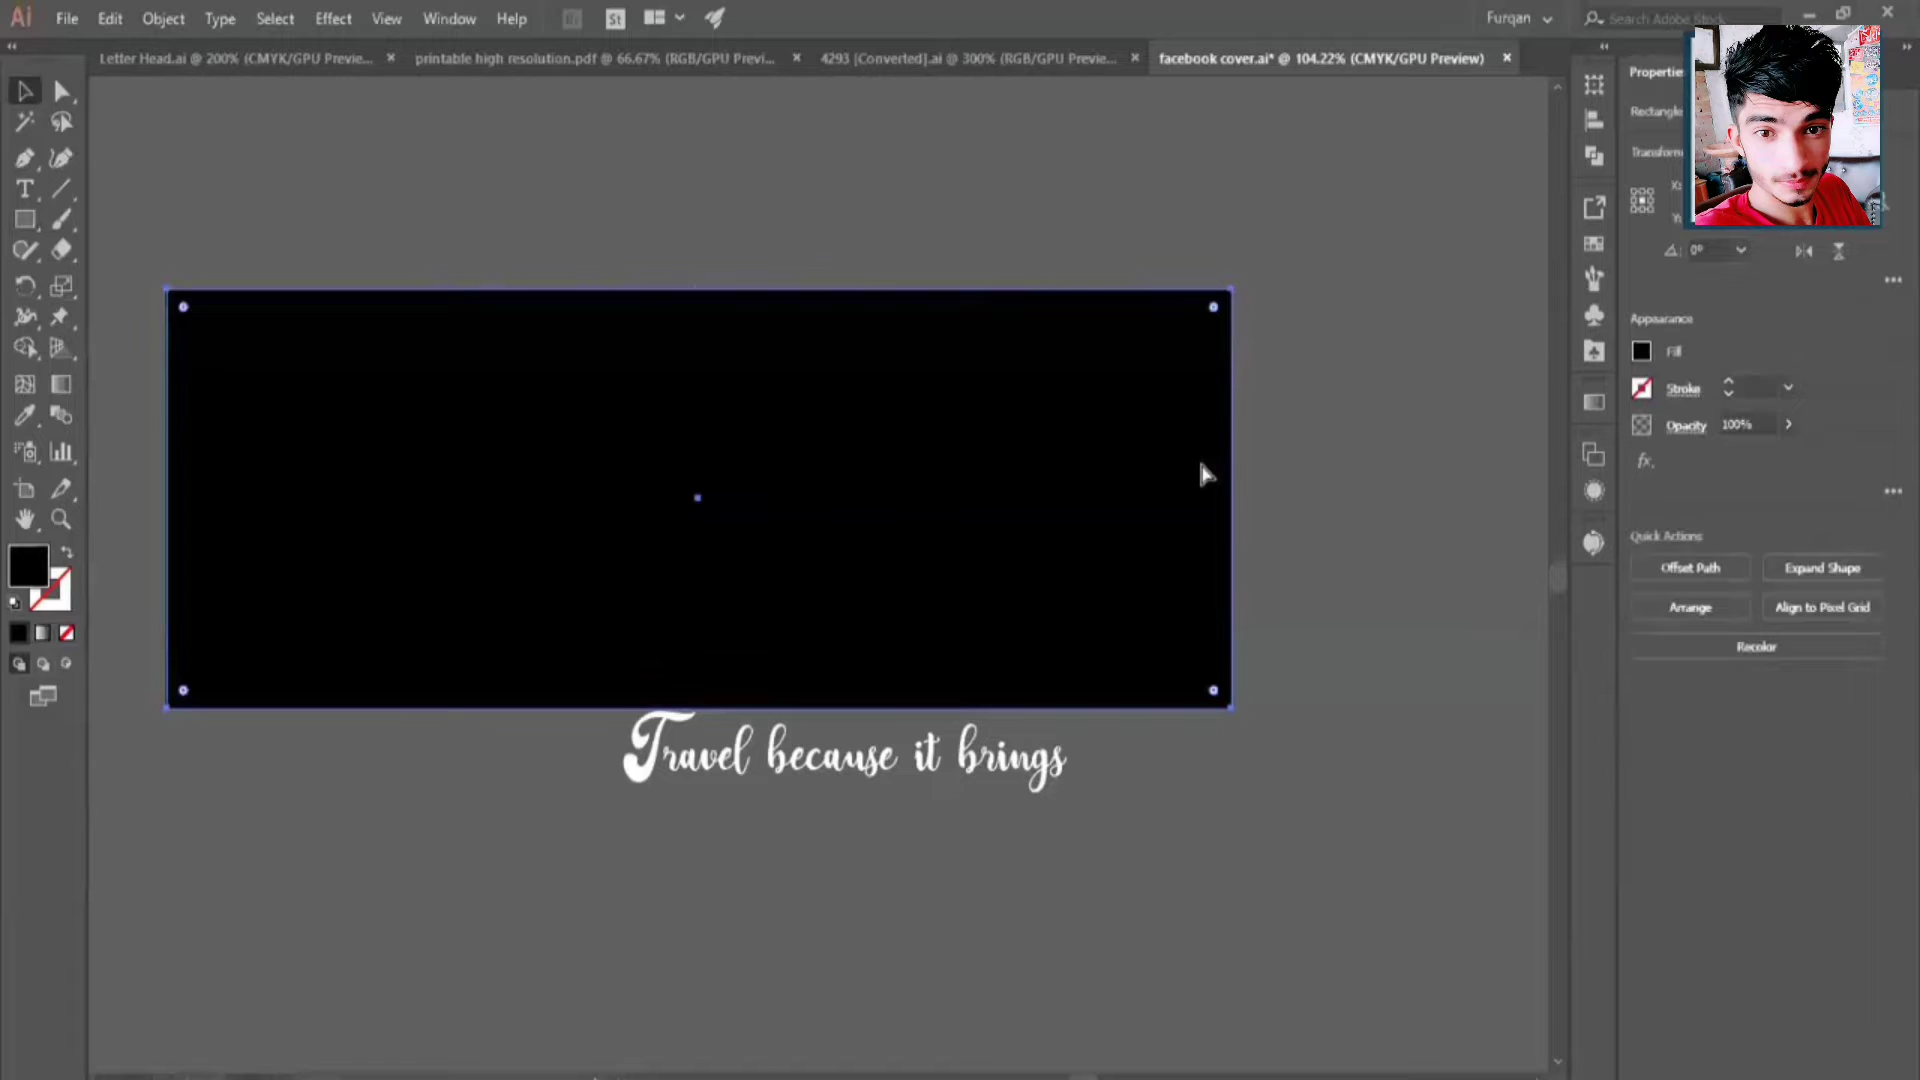 Ai File Edit Object Type Select Effect View Window Help St Furqan Search Adobe Stock
Letter Head.ai @ 200% (CMYK/GPU Previe... × printable high resolution.pdf @ 66.67% (RGB/GPU Previ... × 4293 [Converted].ai @ 300% (RGB/GPU Previe... × facebook cover.ai* @ 104.22% (CMYK/GPU Preview) ×
Propertie
Rectangle
Transform
X:
Y:
0°
Appearance
Fill
Stroke
Opacity 100%
fx.
Quick Actions
Offset Path Expand Shape
Arrange Align to Pixel Grid
Recolor
Travel because it brings